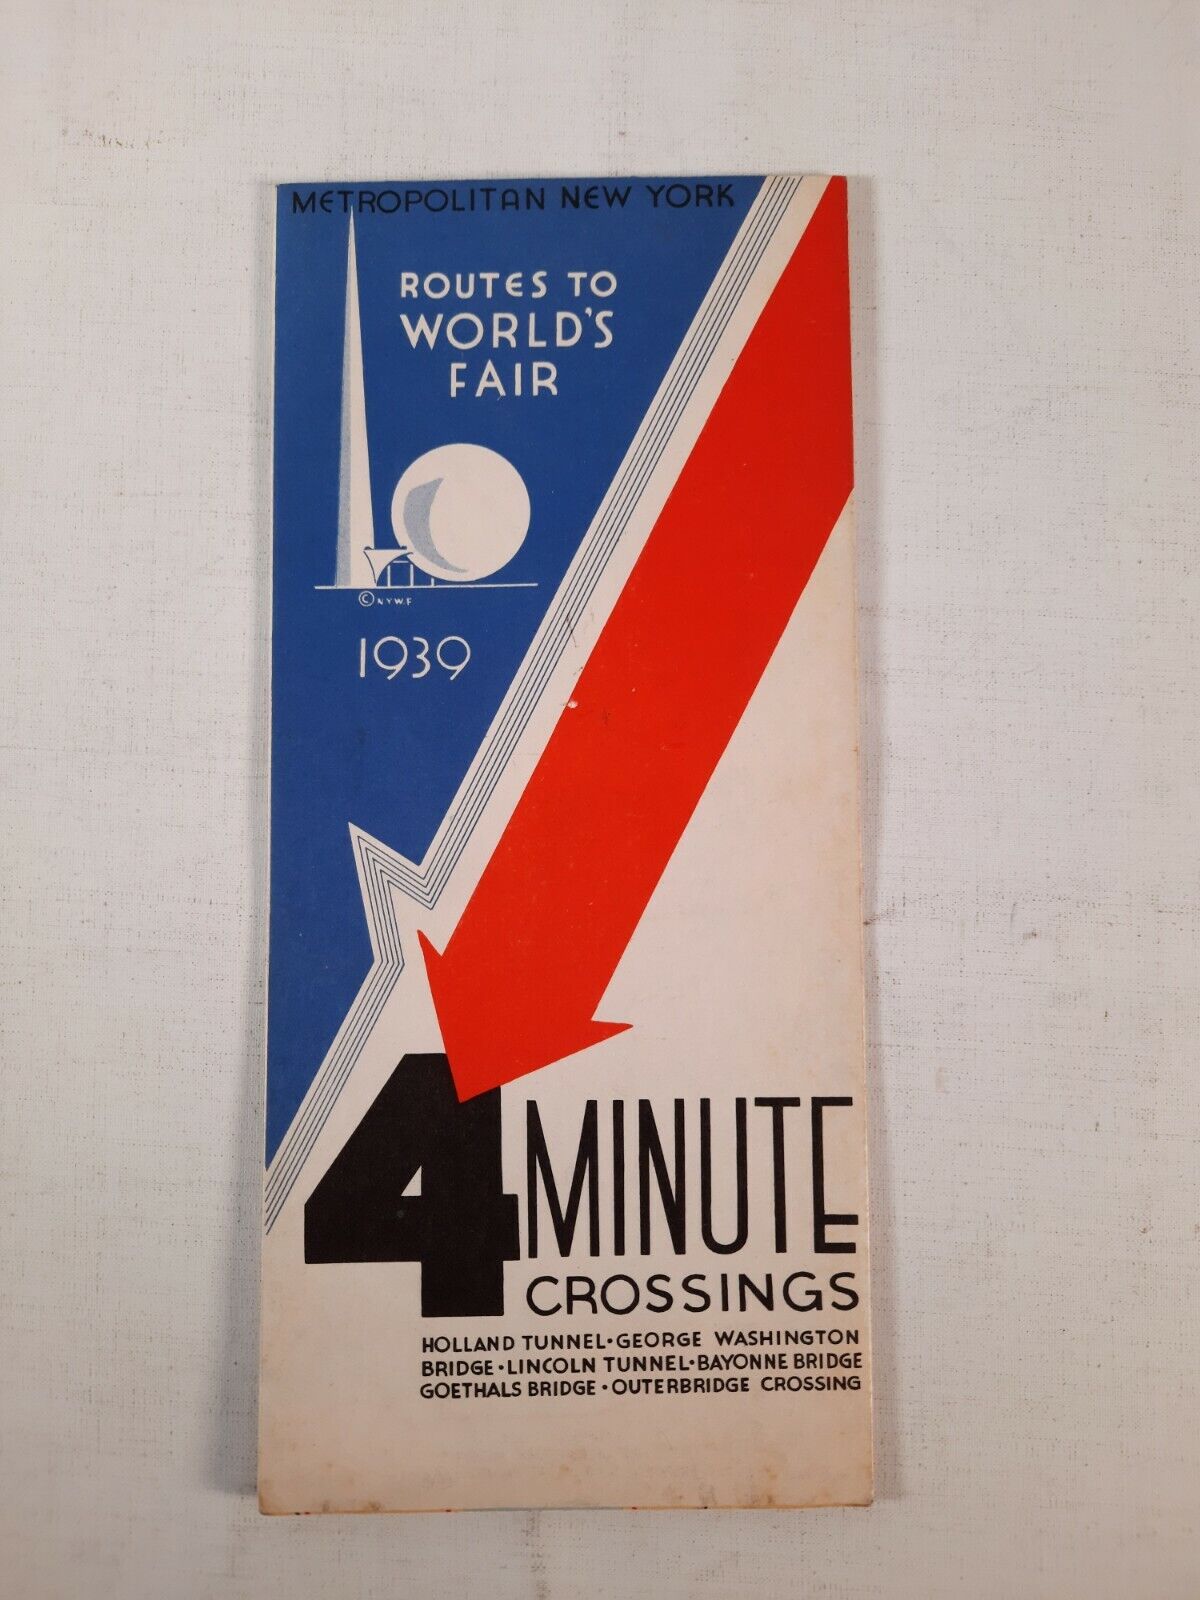 METROPOLITAN NEW YORK
ROUTES TO
WORLD'S
FAIR
© N.Y.W.F
1939
4 MINUTE
CROSSINGS
HOLLAND TUNNEL•GEORGE WASHINGTON
BRIDGE•LINCOLN TUNNEL•BAYONNE BRIDGE
GOETHALS BRIDGE•OUTERBRIDGE CROSSING